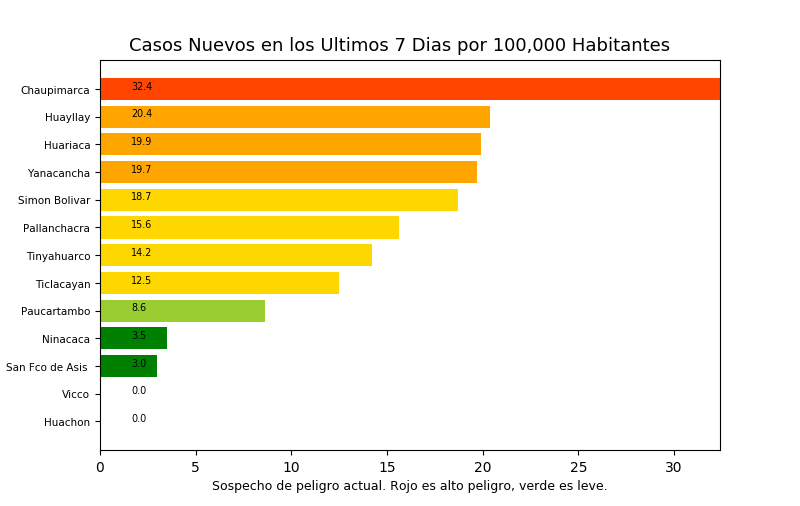 Casos Nuevos en los Ultimos 7 Dias por 100,000 Habitantes
Chaupimarca 32.4
Huayllay 20.4
Huariaca 19.9
Yanacancha 19.7
Simon Bolivar 18.7
Pallanchacra 15.6
Tinyahuarco 14.2
Ticlacayan 12.5
Paucartambo 8.6
Ninacaca 3.5
San Fco de Asis 3.0
Vicco 0.0
Huachon 0.0
0 5 10 15 20 25 30
Sospecho de peligro actual. Rojo es alto peligro, verde es leve.